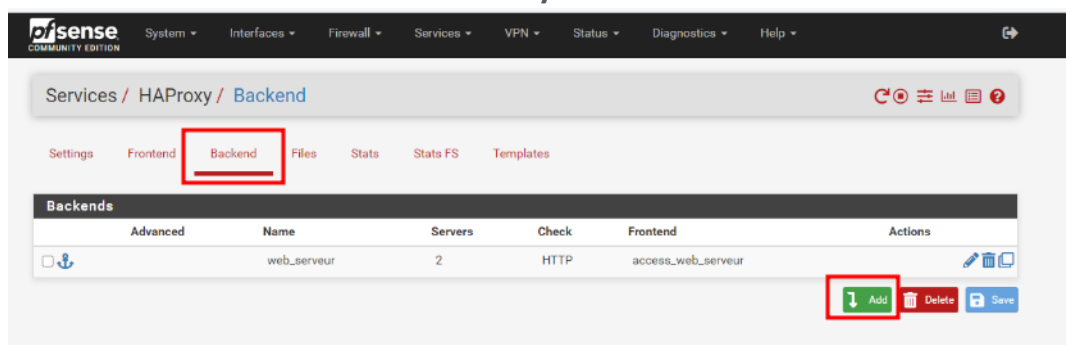 pfsense System Interfaces Firewall Services VPN Status Diagnostics Help
COMMUNITY EDITION
Services / HAProxy / Backend
Settings Frontend Backend Files Stats Stats FS Templates
Backends
Advanced Name Servers Check Frontend Actions
web_serveur 2 HTTP access_web_serveur
Add Delete Save